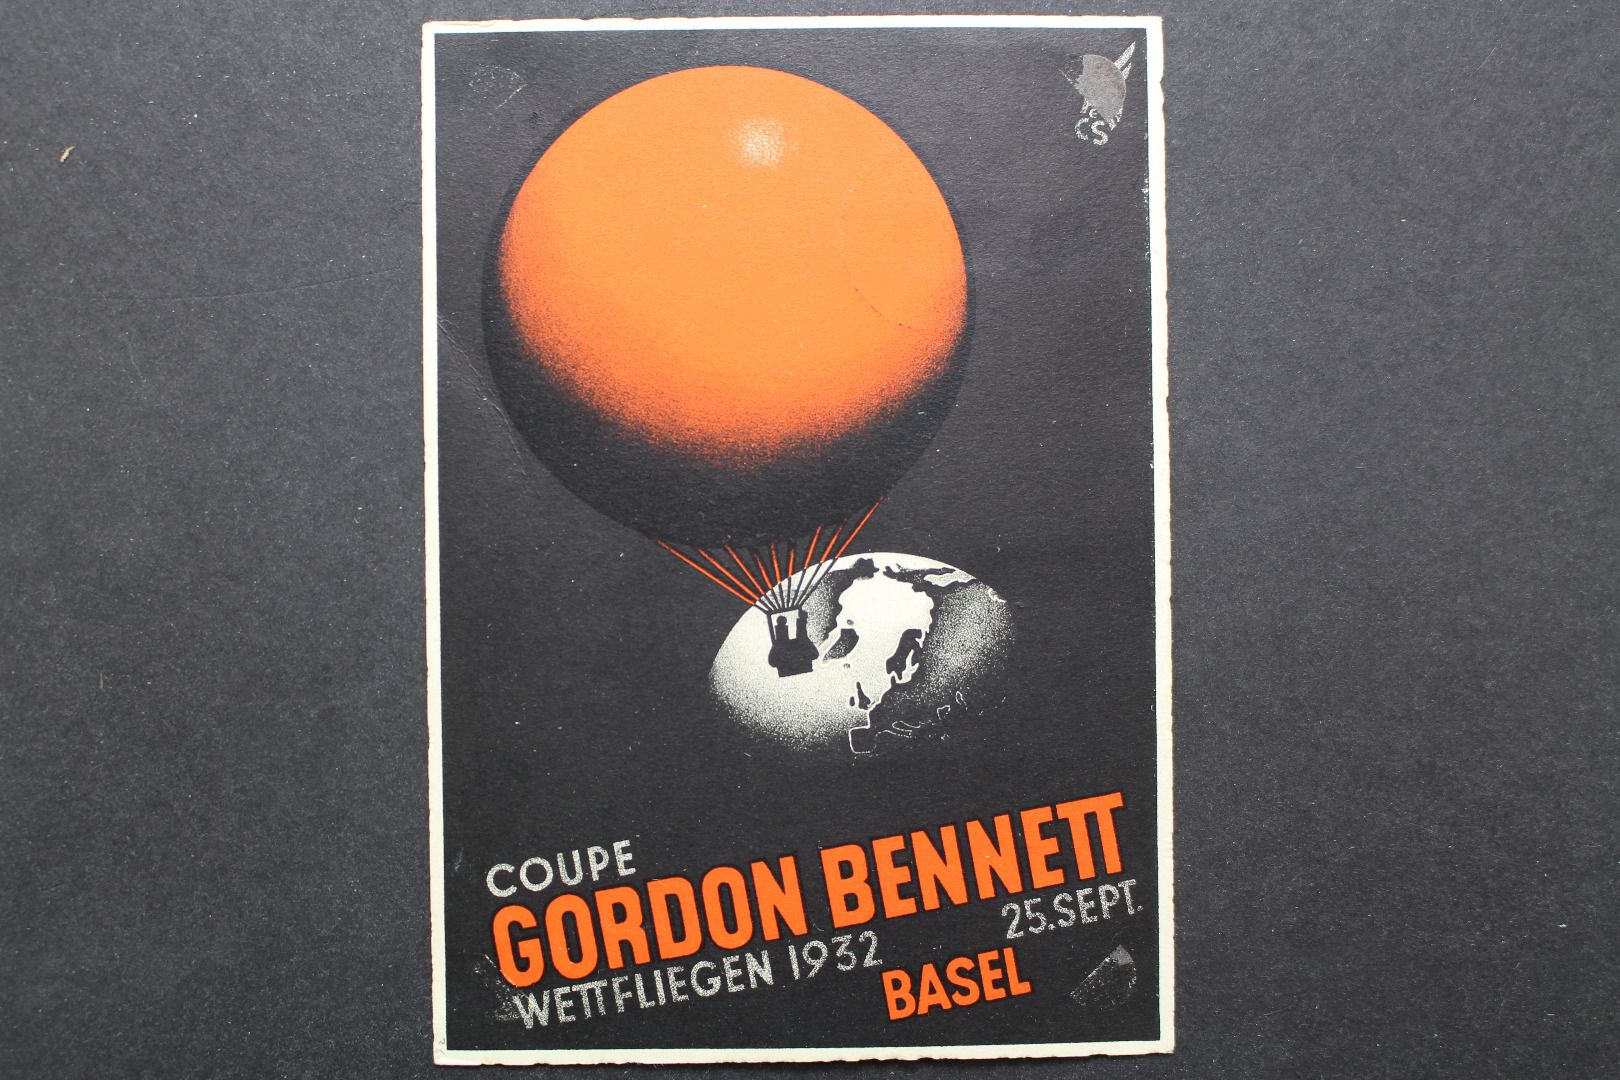 COUPE
GORDON BENNETT
WETTFLIEGEN 1932
25.SEPT.
BASEL